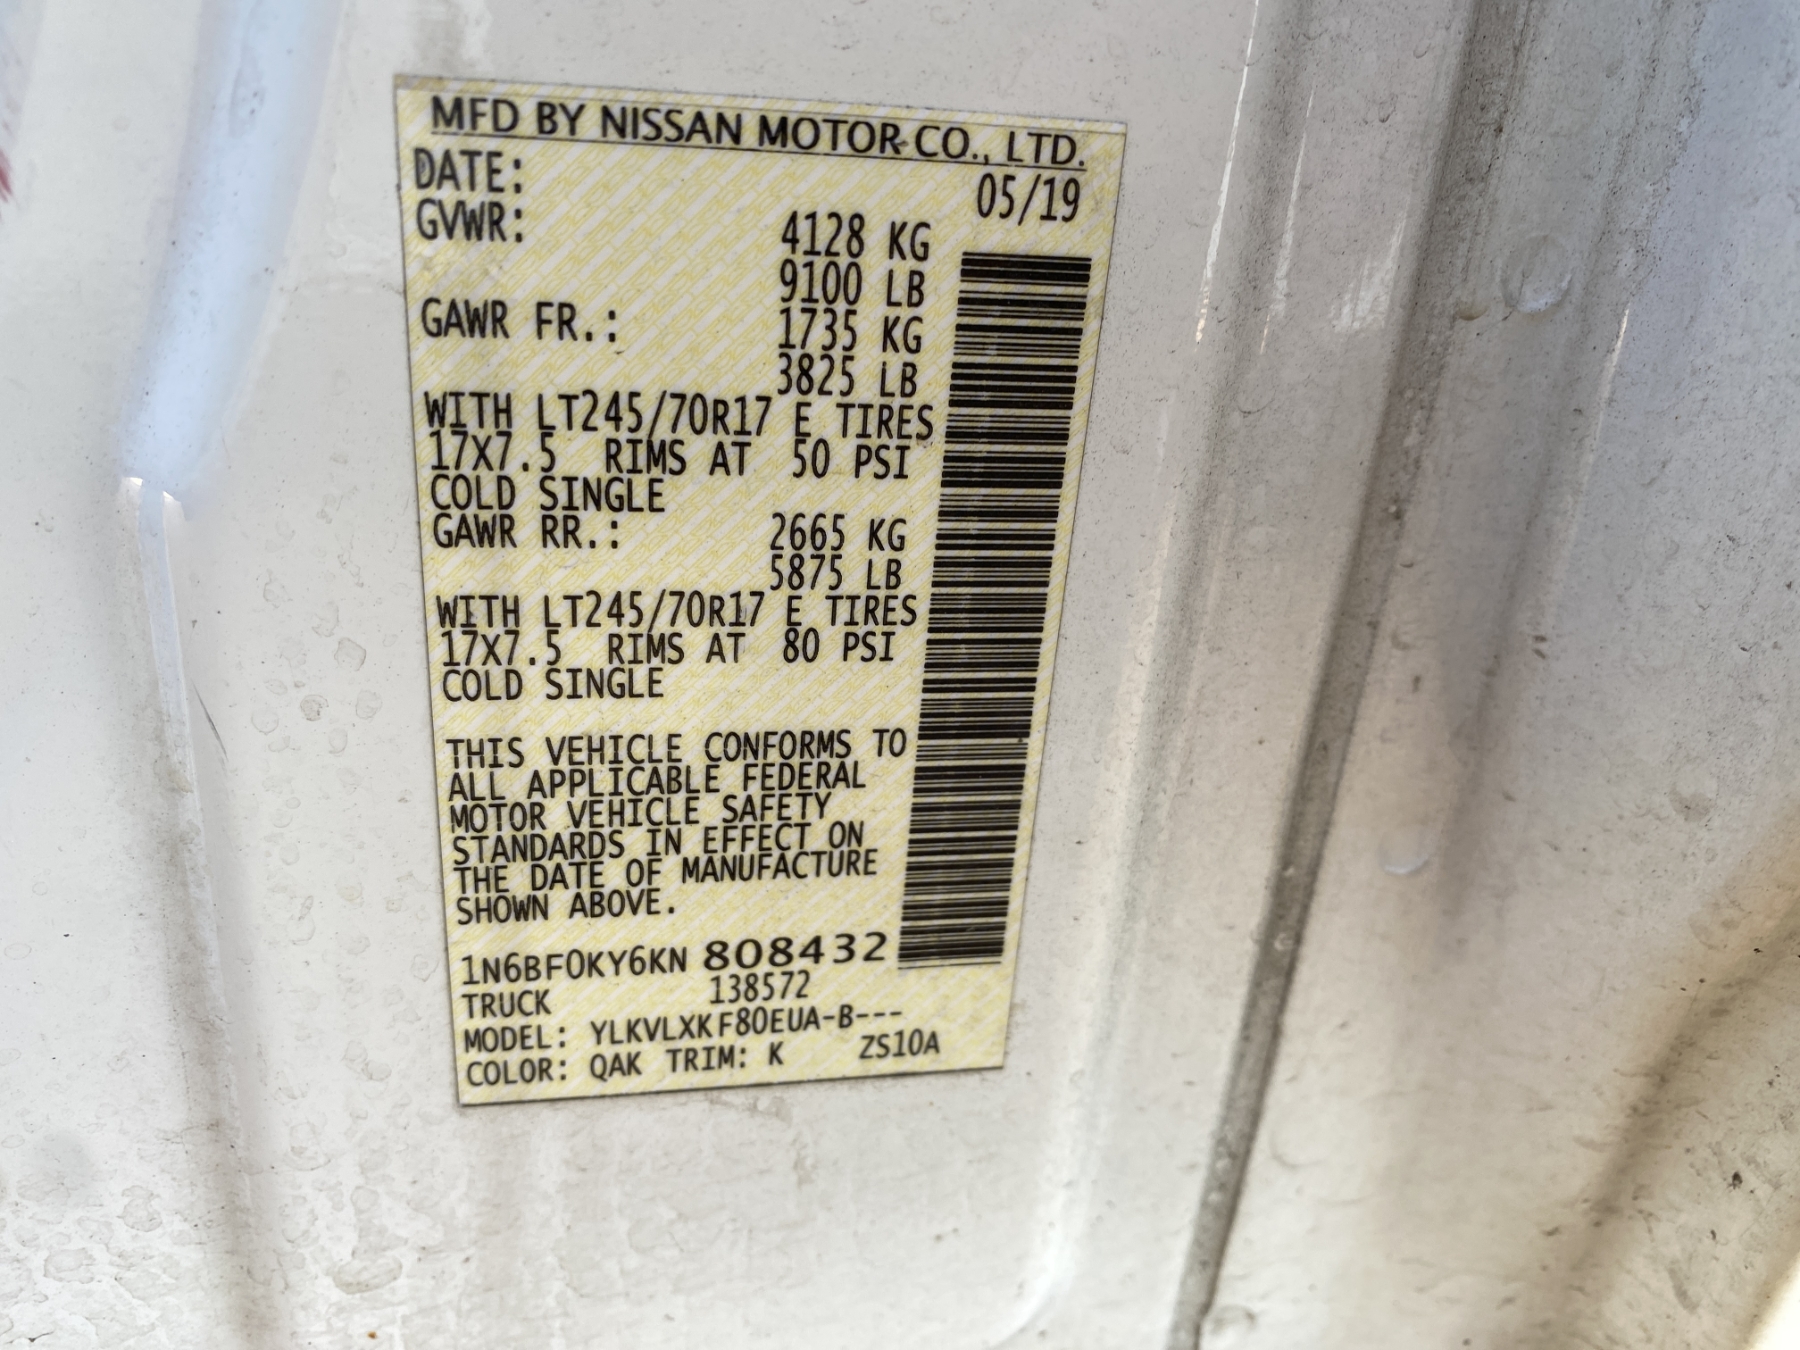 MFD BY NISSAN MOTOR CO., LTD.
DATE: 05/19
GVWR: 4128 KG
9100 LB
GAWR FR.: 1735 KG
3825 LB
WITH LT245/70R17 E TIRES
17X7.5 RIMS AT 50 PSI
COLD SINGLE
GAWR RR.: 2665 KG
5875 LB
WITH LT245/70R17 E TIRES
17X7.5 RIMS AT 80 PSI
COLD SINGLE
THIS VEHICLE CONFORMS TO
ALL APPLICABLE FEDERAL
MOTOR VEHICLE SAFETY
STANDARDS IN EFFECT ON
THE DATE OF MANUFACTURE
SHOWN ABOVE.
1N6BF0KY6KN 808432
TRUCK 138572
MODEL: YLKVLXKF80EUA-B---
COLOR: QAK TRIM: K ZS10A